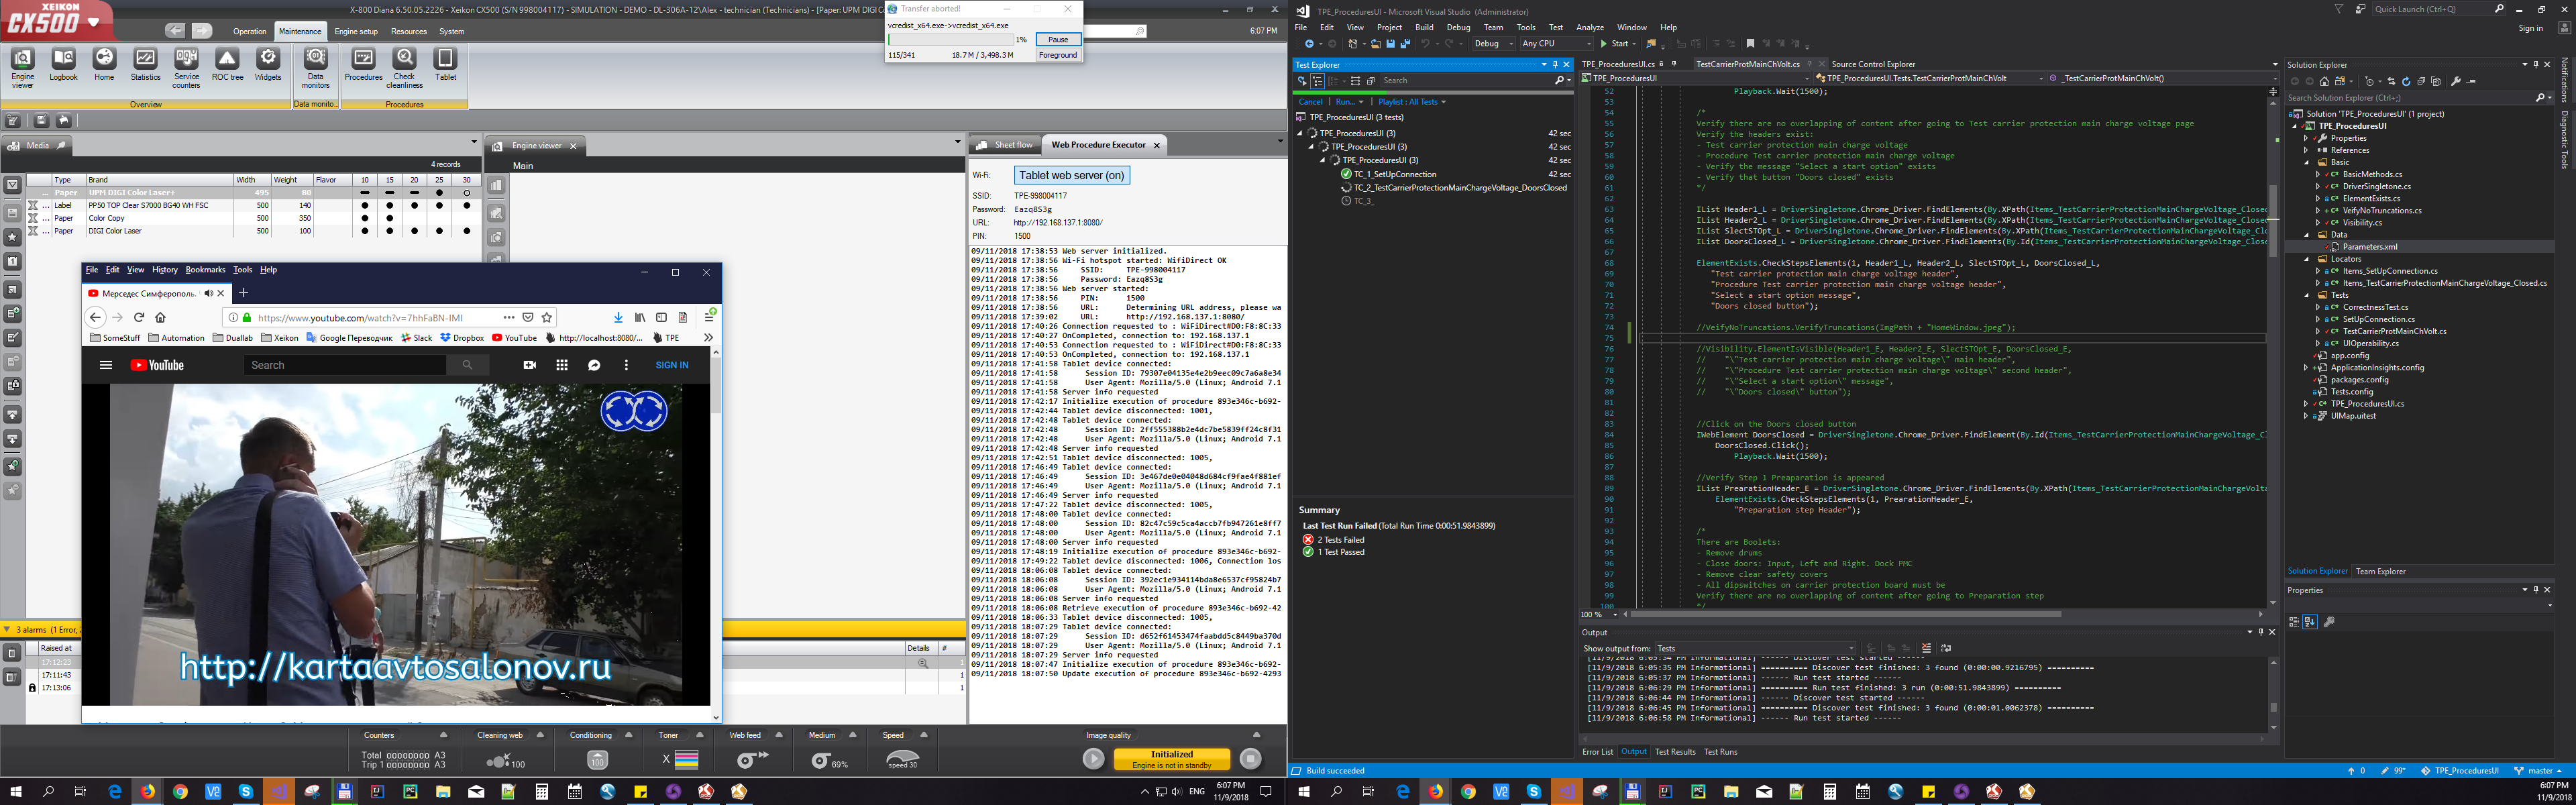 XEIKON
CX500
X-800 Diana 6.50.05.2226 - Xeikon CX500 (S/N 998004117) - SIMULATION - DEMO - DL-306A-12\Alex - technician (Technicians) - [Paper: UPM DIGI C
Operation Maintenance Engine setup Resources System
6:07 PM
Engine viewer
Logbook
Home
Statistics
Service counters
ROC tree
Widgets
Data monitors
Procedures
Check cleanliness
Tablet
Overview
Data monito...
Procedures
Transfer aborted!
vcredist_x64.exe->vcredist_x64.exe
1%
Pause
115/341
18.7 M / 3,498.3 M
Foreground
Media
4 records
Type Brand Width Weight Flavor 10 15 20 25 30
... Paper UPM DIGI Color Laser+ 495 80
... Label PP50 TOP Clear S7000 BG40 WH FSC 500 140
... Paper Color Copy 500 350
... Paper DIGI Color Laser 500 100
Engine viewer
Main
Sheet flow
Web Procedure Executor
Wi-Fi: Tablet web server (on)
SSID: TPE-998004117
Password: Eazq8S3g
URL: http://192.168.137.1:8080/
PIN: 1500
09/11/2018 17:38:53 Web server initialized.
09/11/2018 17:38:56 Wi-Fi hotspot started: WifiDirect OK
09/11/2018 17:38:56 SSID: TPE-998004117
09/11/2018 17:38:56 Password: Eazq8S3g
09/11/2018 17:38:56 Web server started:
09/11/2018 17:38:56 PIN: 1500
09/11/2018 17:38:56 URL: Determining URL address, please wa
09/11/2018 17:39:02 URL: http://192.168.137.1:8080/
09/11/2018 17:40:26 Connection requested to : WiFiDirect#D0:F8:8C:33
09/11/2018 17:40:27 OnCompleted, connection to: 192.168.137.1
09/11/2018 17:40:53 Connection requested to : WiFiDirect#D0:F8:8C:33
09/11/2018 17:40:53 OnCompleted, connection to: 192.168.137.1
09/11/2018 17:41:58 Tablet device connected:
09/11/2018 17:41:58 Session ID: 79307e04135e4e2b9eec09c7a6a8e34
09/11/2018 17:41:58 User Agent: Mozilla/5.0 (Linux; Android 7.1
09/11/2018 17:41:58 Server info requested
09/11/2018 17:42:17 Initialize execution of procedure 893e346c-b692-
09/11/2018 17:42:44 Tablet device disconnected: 1001,
09/11/2018 17:42:48 Tablet device connected:
09/11/2018 17:42:48 Session ID: 2ff555388b2e4dc7be5839ff24c8f31
09/11/2018 17:42:48 User Agent: Mozilla/5.0 (Linux; Android 7.1
09/11/2018 17:42:48 Server info requested
09/11/2018 17:42:51 Tablet device disconnected: 1005,
09/11/2018 17:46:49 Tablet device connected:
09/11/2018 17:46:49 Session ID: 3e467de0e04048d684cf9fae4f881ef
09/11/2018 17:46:49 User Agent: Mozilla/5.0 (Linux; Android 7.1
09/11/2018 17:46:49 Server info requested
09/11/2018 17:47:22 Tablet device disconnected: 1005,
09/11/2018 17:48:00 Tablet device connected:
09/11/2018 17:48:00 Session ID: 82c47c59c5ca4accb7fb947261e8ff7
09/11/2018 17:48:00 User Agent: Mozilla/5.0 (Linux; Android 7.1
09/11/2018 17:48:00 Server info requested
09/11/2018 17:48:19 Initialize execution of procedure 893e346c-b692-
09/11/2018 17:49:22 Tablet device disconnected: 1006, Connection los
09/11/2018 18:06:08 Tablet device connected:
09/11/2018 18:06:08 Session ID: 392ec1e934114bda8e6537cf95824b7
09/11/2018 18:06:08 User Agent: Mozilla/5.0 (Linux; Android 7.1
09/11/2018 18:06:08 Server info requested
09/11/2018 18:06:08 Retrieve execution of procedure 893e346c-b692-42
09/11/2018 18:06:33 Tablet device disconnected: 1005,
09/11/2018 18:07:29 Tablet device connected:
09/11/2018 18:07:29 Session ID: d652f61453474faabdd5c8449ba370d
09/11/2018 18:07:29 User Agent: Mozilla/5.0 (Linux; Android 7.1
09/11/2018 18:07:29 Server info requested
09/11/2018 18:07:47 Initialize execution of procedure 893e346c-b692-
09/11/2018 18:07:50 Update execution of procedure 893e346c-b692-4293
File Edit View History Bookmarks Tools Help
Мерседес Симферополь.
https://www.youtube.com/watch?v=7hhFaBN-IMI
SomeStuff Automation Duallab Xeikon Google Переводчик Slack Dropbox YouTube http://localhost:8080/... TPE
YouTube
Search
SIGN IN
http://kartaavtosalonov.ru
3 alarms (1 Error,
Raised at
Details #
17:12:23 1
17:11:43 1
17:13:06 1
Counters Cleaning web Conditioning Toner Web feed Medium Speed Image quality
Total 00000000 A3
Trip 1 00000000 A3
100
100
X
69%
speed 30
Initialized
Engine is not in standby
ENG
6:07 PM
11/9/2018
TPE_ProceduresUI - Microsoft Visual Studio (Administrator)
Quick Launch (Ctrl+Q)
File Edit View Project Build Debug Team Tools Test Analyze Window Help
Sign in
Debug Any CPU Start
Test Explorer
Search
Cancel Run... Playlist : All Tests
TPE_ProceduresUI (3 tests)
TPE_ProceduresUI (3) 42 sec
TPE_ProceduresUI (3) 42 sec
TPE_ProceduresUI (3) 42 sec
TC_1_SetUpConnection 42 sec
TC_2_TestCarrierProtectionMainChargeVoltage_DoorsClosed
TC_3_
Summary
Last Test Run Failed (Total Run Time 0:00:51.9843899)
2 Tests Failed
1 Test Passed
TPE_ProceduresUI.cs TestCarrierProtMainChVolt.cs Source Control Explorer
TPE_ProceduresUI TPE_ProceduresUI.Tests.TestCarrierProtMainChVolt _TestCarrierProtMainChVolt()
52 Playback.Wait(1500);
53
54 /*
55 Verify there are no overlapping of content after going to Test carrier protection main charge voltage page
56 Verify the headers exist:
57 - Test carrier protection main charge voltage
58 - Procedure Test carrier protection main charge voltage
59 - Verify the message "Select a start option" exists
60 - Verify that button "Doors closed" exists
61 */
62
63 IList Header1_L = DriverSingletone.Chrome_Driver.FindElements(By.XPath(Items_TestCarrierProtectionMainChargeVoltage_Closed
64 IList Header2_L = DriverSingletone.Chrome_Driver.FindElements(By.XPath(Items_TestCarrierProtectionMainChargeVoltage_Closed
65 IList SlectSTOpt_L = DriverSingletone.Chrome_Driver.FindElements(By.XPath(Items_TestCarrierProtectionMainChargeVoltage_Clo
66 IList DoorsClosed_L = DriverSingletone.Chrome_Driver.FindElements(By.Id(Items_TestCarrierProtectionMainChargeVoltage_Close
67
68 ElementExists.CheckStepsElements(1, Header1_L, Header2_L, SlectSTOpt_L, DoorsClosed_L,
69 "Test carrier protection main charge voltage header",
70 "Procedure Test carrier protection main charge voltage header",
71 "Select a start option message",
72 "Doors closed button");
73
74 //VeifyNoTruncations.VerifyTruncations(ImgPath + "HomeWindow.jpeg");
75
76 //Visibility.ElementIsVisible(Header1_E, Header2_E, SlectSTOpt_E, DoorsClosed_E,
77 // "\"Test carrier protection main charge voltage\" main header",
78 // "\"Procedure Test carrier protection main charge voltage\" second header",
79 // "\"Select a start option\" message",
80 // "\"Doors closed\" button");
81
82
83 //Click on the Doors closed button
84 IWebElement DoorsClosed = DriverSingletone.Chrome_Driver.FindElement(By.Id(Items_TestCarrierProtectionMainChargeVoltage_Cl
85 DoorsClosed.Click();
86 Playback.Wait(1500);
87
88 //Verify Step 1 Preaparation is appeared
89 IList PrearationHeader_E = DriverSingletone.Chrome_Driver.FindElements(By.XPath(Items_TestCarrierProtectionMainChargeVolta
90 ElementExists.CheckStepsElements(1, PrearationHeader_E,
91 "Preparation step Header");
92
93 /*
94 There are Boolets:
95 - Remove drums
96 - Close doors: Input, Left and Right. Dock PMC
97 - Remove clear safety covers
98 - All dipswitches on carrier protection board must be
99 Verify there are no overlapping of content after going to Preparation step
100 */
100 %
Output
Show output from: Tests
[11/9/2018 6:05:34 PM Informational] ------ Discover test started ------
[11/9/2018 6:05:35 PM Informational] ========== Discover test finished: 3 found (0:00:00.9216795) ==========
[11/9/2018 6:05:37 PM Informational] ------ Run test started ------
[11/9/2018 6:06:29 PM Informational] ========== Run test finished: 3 run (0:00:51.9843899) ==========
[11/9/2018 6:06:44 PM Informational] ------ Discover test started ------
[11/9/2018 6:06:45 PM Informational] ========== Discover test finished: 3 found (0:00:01.0062378) ==========
[11/9/2018 6:06:58 PM Informational] ------ Run test started ------
Error List Output Test Results Test Runs
Solution Explorer
Search Solution Explorer (Ctrl+;)
Solution 'TPE_ProceduresUI' (1 project)
TPE_ProceduresUI
Properties
References
Basic
BasicMethods.cs
DriverSingletone.cs
ElementExists.cs
VeifyNoTruncations.cs
Visibility.cs
Data
Parameters.xml
Locators
Items_SetUpConnection.cs
Items_TestCarrierProtectionMainChargeVoltage_Closed.cs
Tests
CorrectnessTest.cs
SetUpConnection.cs
TestCarrierProtMainChVolt.cs
UIOperability.cs
app.config
ApplicationInsights.config
packages.config
Tests.config
TPE_ProceduresUI.cs
UIMap.uitest
Solution Explorer Team Explorer
Properties
Notifications
Diagnostic Tools
Build succeeded
0 99* TPE_ProceduresUI master
6:07 PM
11/9/2018